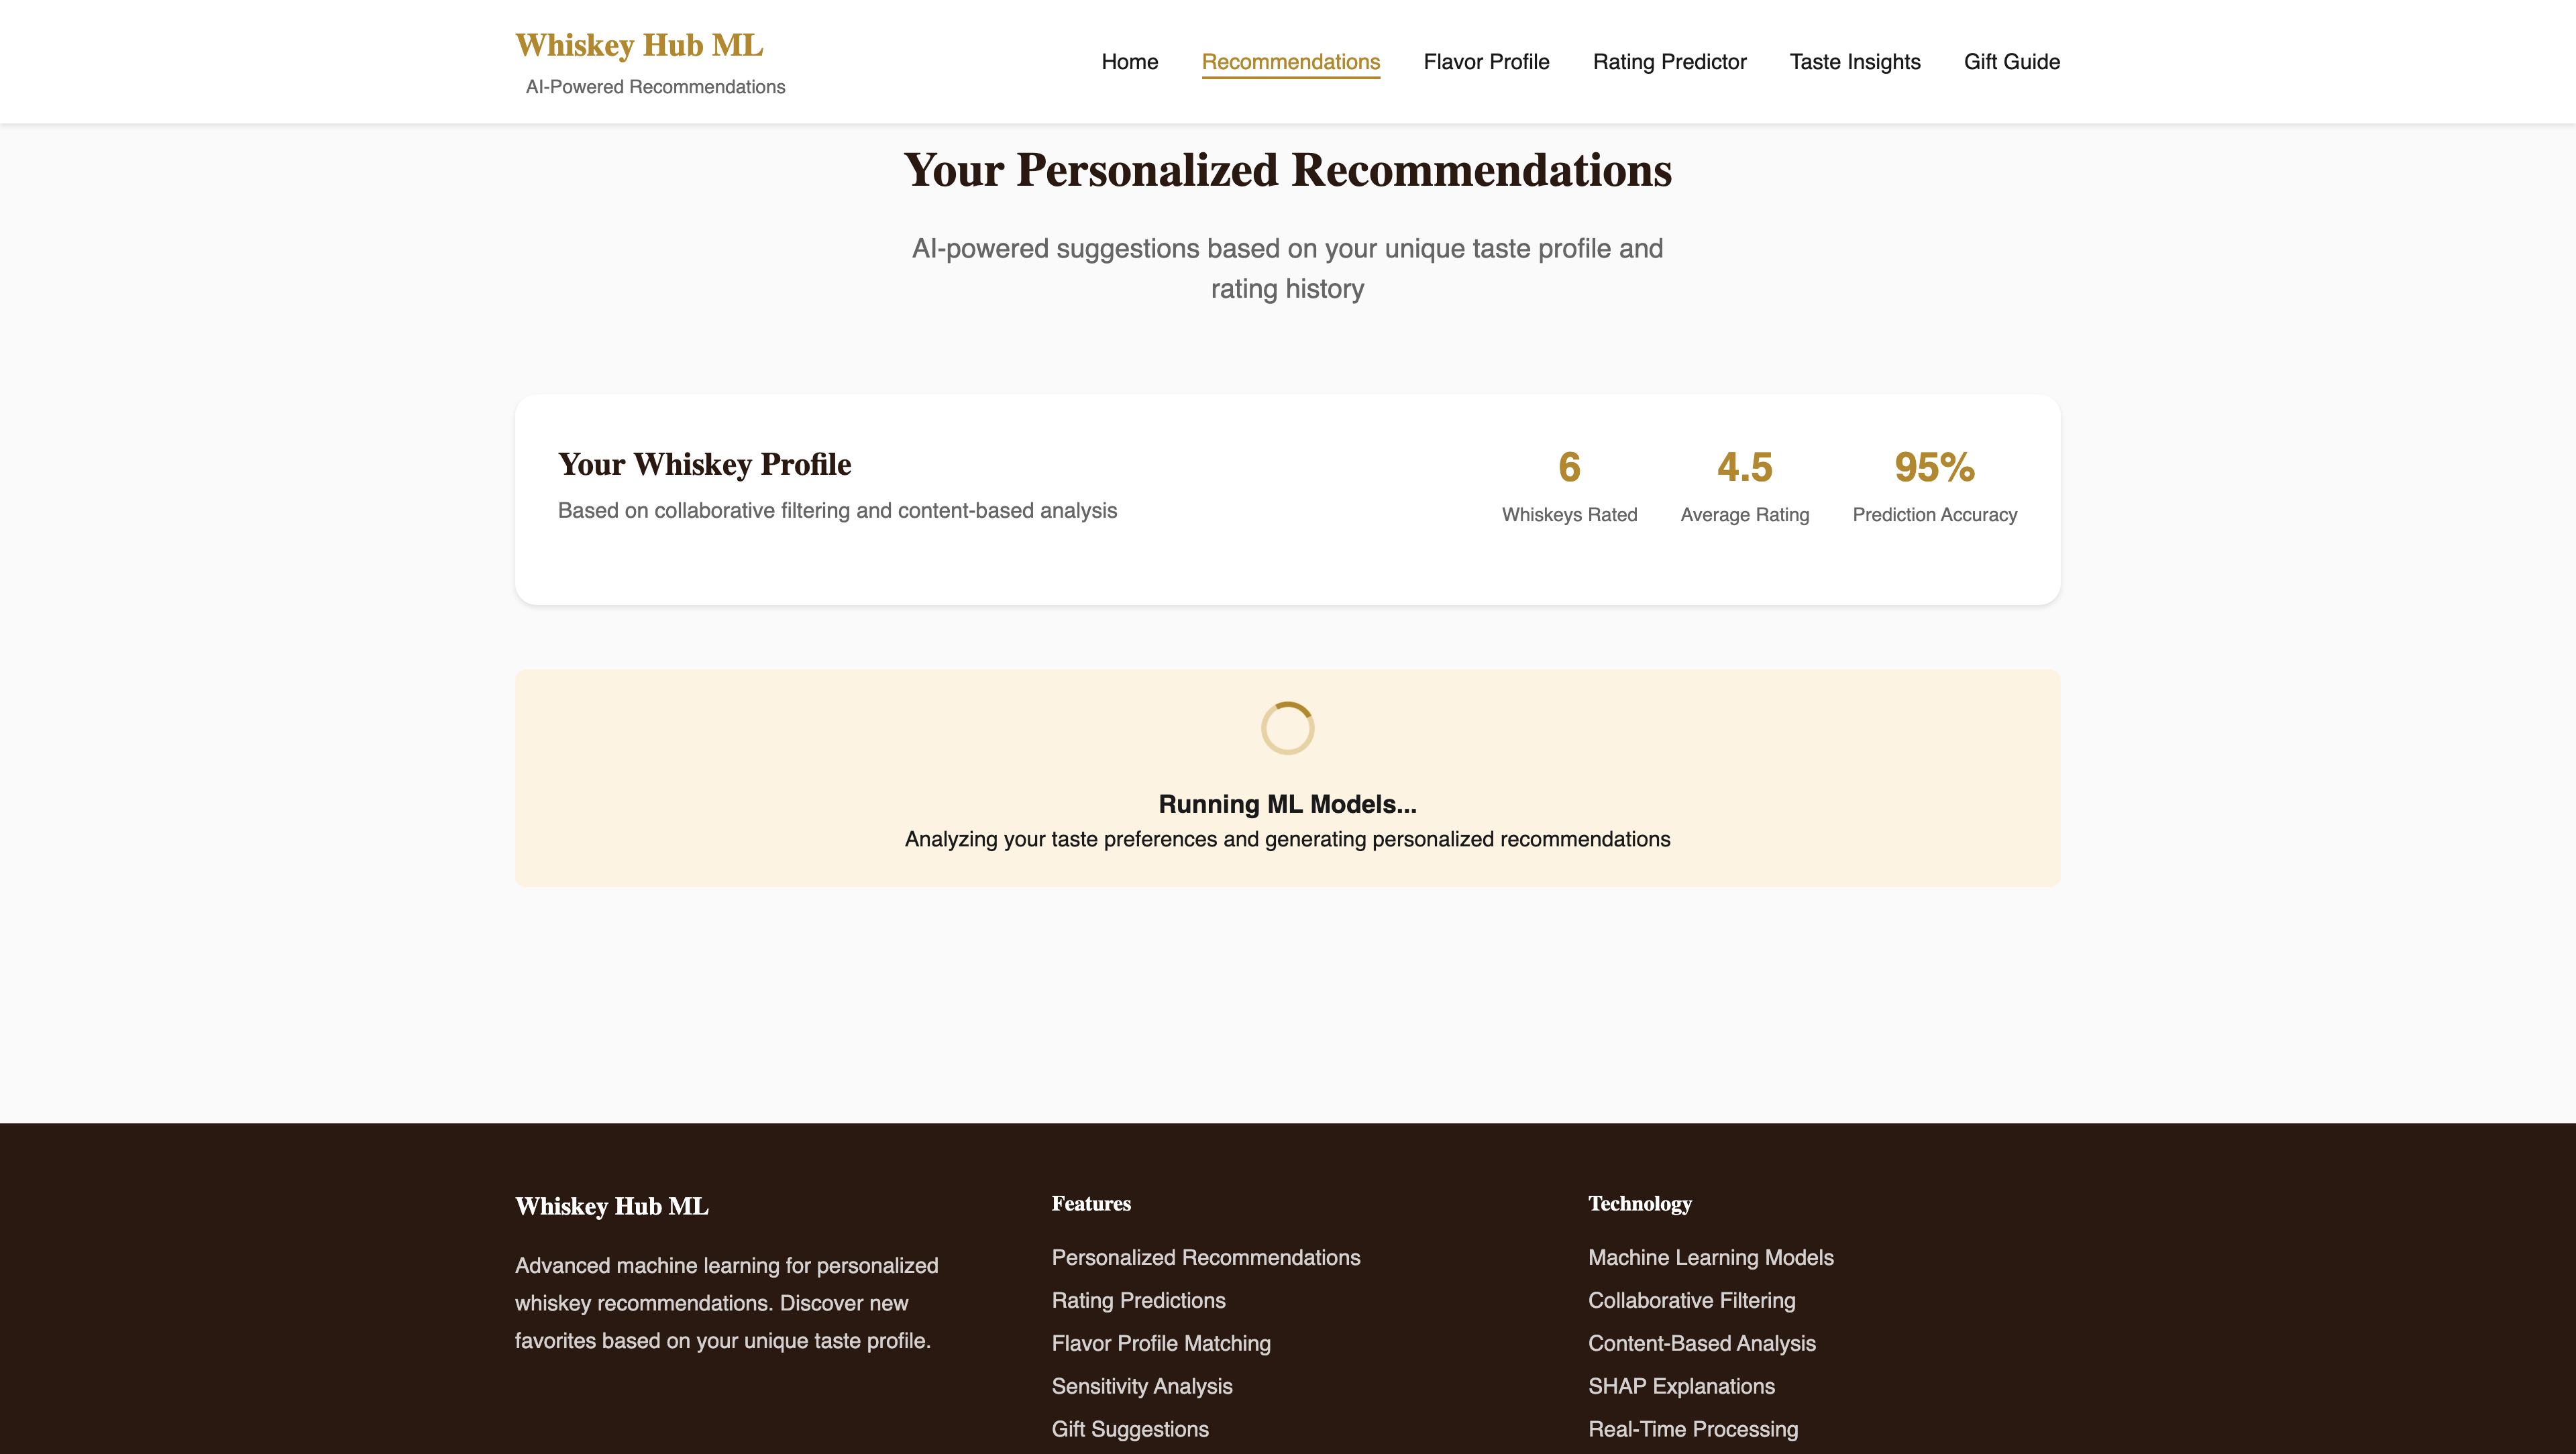 Whiskey Hub ML
AI-Powered Recommendations
Home
Recommendations
Flavor Profile
Rating Predictor
Taste Insights
Gift Guide
Your Personalized Recommendations
AI-powered suggestions based on your unique taste profile and
rating history
Your Whiskey Profile
Based on collaborative filtering and content-based analysis
6
Whiskeys Rated
4.5
Average Rating
95%
Prediction Accuracy
Running ML Models...
Analyzing your taste preferences and generating personalized recommendations
Whiskey Hub ML
Advanced machine learning for personalized
whiskey recommendations. Discover new
favorites based on your unique taste profile.
Features
Personalized Recommendations
Rating Predictions
Flavor Profile Matching
Sensitivity Analysis
Gift Suggestions
Technology
Machine Learning Models
Collaborative Filtering
Content-Based Analysis
SHAP Explanations
Real-Time Processing